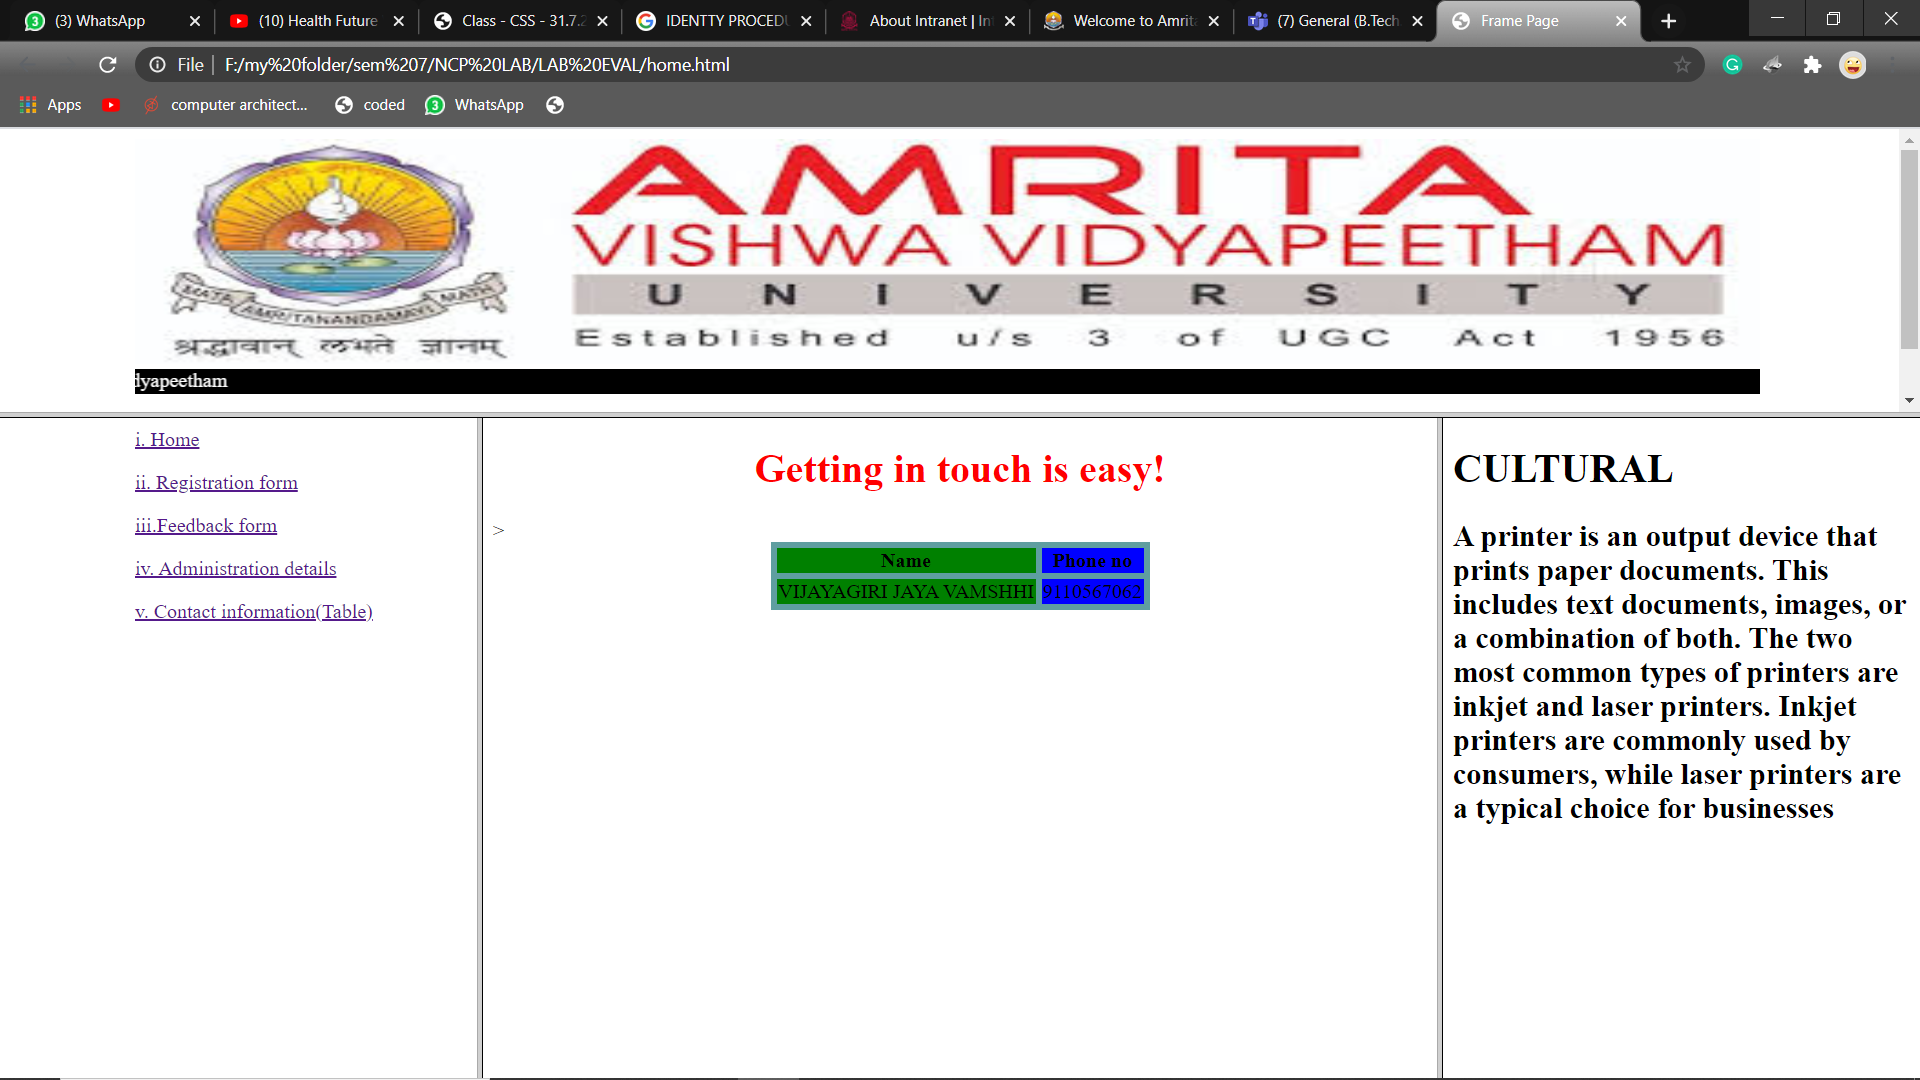 (3) WhatsApp
(10) Health Future
Class - CSS - 31.7.2
IDENTTY PROCEDU
About Intranet | Int
Welcome to Amrita
(7) General (B.Tech
Frame Page
File
F:/my%20folder/sem%207/NCP%20LAB/LAB%20EVAL/home.html
Apps
computer architect...
coded
WhatsApp
AMRITA
VISHWA VIDYAPEETHAM
UNIVERSITY
Established u/s 3 of UGC Act 1956
MATA AMRITANANDAMAYI MATH
श्रद्धावान् लभते ज्ञानम्
dyapeetham
i. Home
ii. Registration form
iii.Feedback form
iv. Administration details
v. Contact information(Table)
Getting in touch is easy!
>
Name Phone no
VIJAYAGIRI JAYA VAMSHHI 9110567062
CULTURAL
A printer is an output device that
prints paper documents. This
includes text documents, images, or
a combination of both. The two
most common types of printers are
inkjet and laser printers. Inkjet
printers are commonly used by
consumers, while laser printers are
a typical choice for businesses